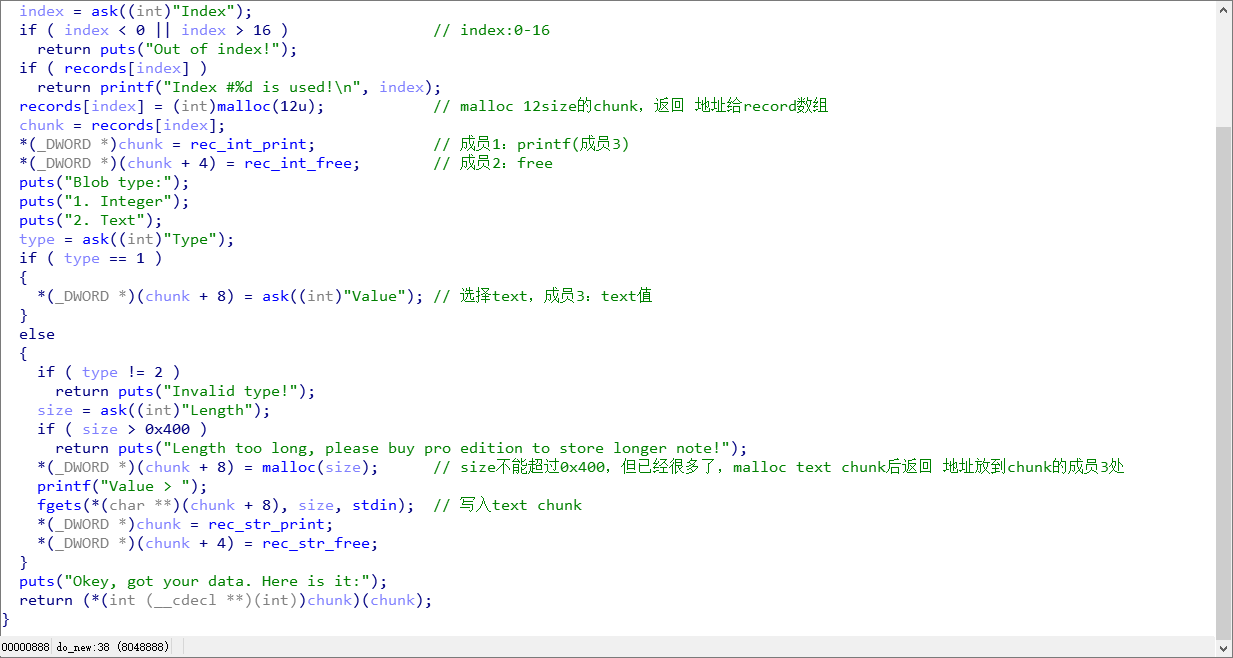 index = ask((int)"Index");
if ( index < 0 || index > 16 ) // index:0-16
return puts("Out of index!");
if ( records[index] )
return printf("Index #%d is used!\n", index);
records[index] = (int)malloc(12u); // malloc 12size的chunk，返回 地址给record数组
chunk = records[index];
*(_DWORD *)chunk = rec_int_print; // 成员1：printf(成员3)
*(_DWORD *)(chunk + 4) = rec_int_free; // 成员2：free
puts("Blob type:");
puts("1. Integer");
puts("2. Text");
type = ask((int)"Type");
if ( type == 1 )
{
*(_DWORD *)(chunk + 8) = ask((int)"Value"); // 选择text，成员3：text值
}
else
{
if ( type != 2 )
return puts("Invalid type!");
size = ask((int)"Length");
if ( size > 0x400 )
return puts("Length too long, please buy pro edition to store longer note!");
*(_DWORD *)(chunk + 8) = malloc(size); // size不能超过0x400，但已经很多了，malloc text chunk后返回 地址放到chunk的成员3处
printf("Value > ");
fgets(*(char **)(chunk + 8), size, stdin); // 写入text chunk
*(_DWORD *)chunk = rec_str_print;
*(_DWORD *)(chunk + 4) = rec_str_free;
}
puts("Okey, got your data. Here is it:");
return (*(int (__cdecl **)(int))chunk)(chunk);
}
00000888 do_new:38 (8048888)